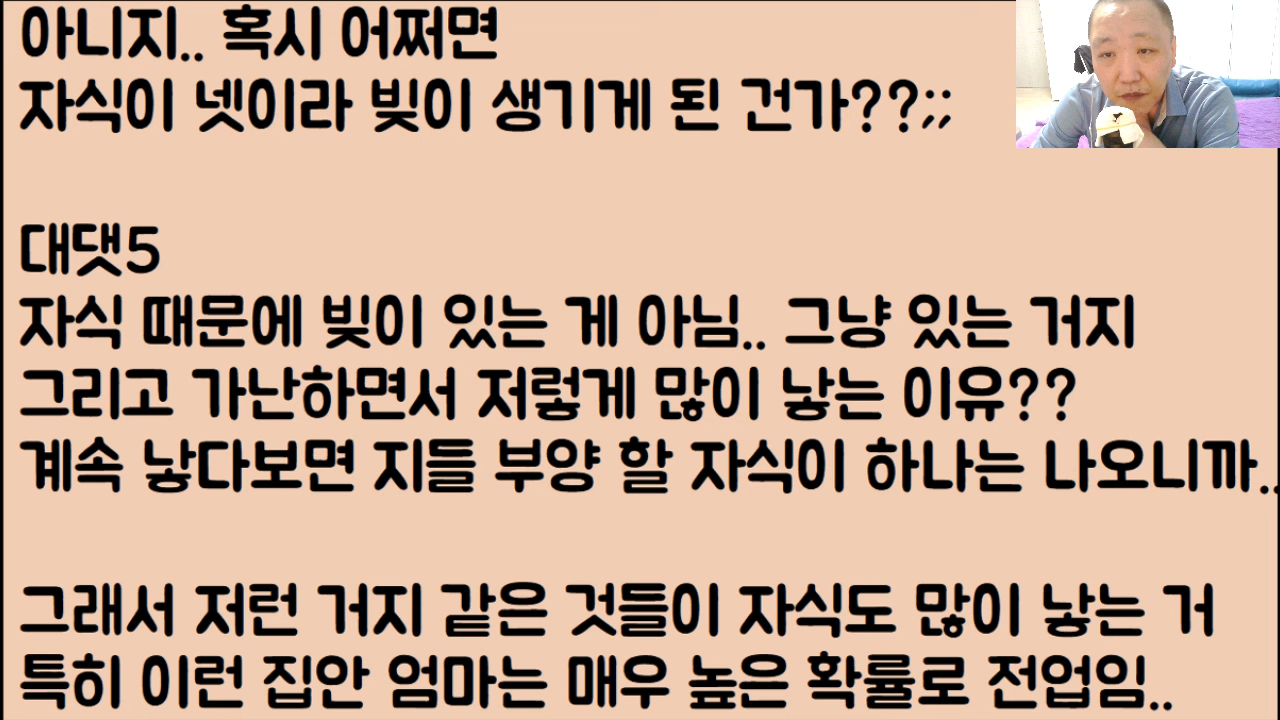 아니지.. 혹시 어쩌면
자식이 넷이라 빚이 생기게 된 건가??;;
대댓5
자식 때문에 빚이 있는 게 아님.. 그냥 있는 거지
그리고 가난하면서 저렇게 많이 낳는 이유??
계속 낳다보면 지들 부양 할 자식이 하나는 나오니까..
그래서 저런 거지 같은 것들이 자식도 많이 낳는 거
특히 이런 집안 엄마는 매우 높은 확률로 전업임..